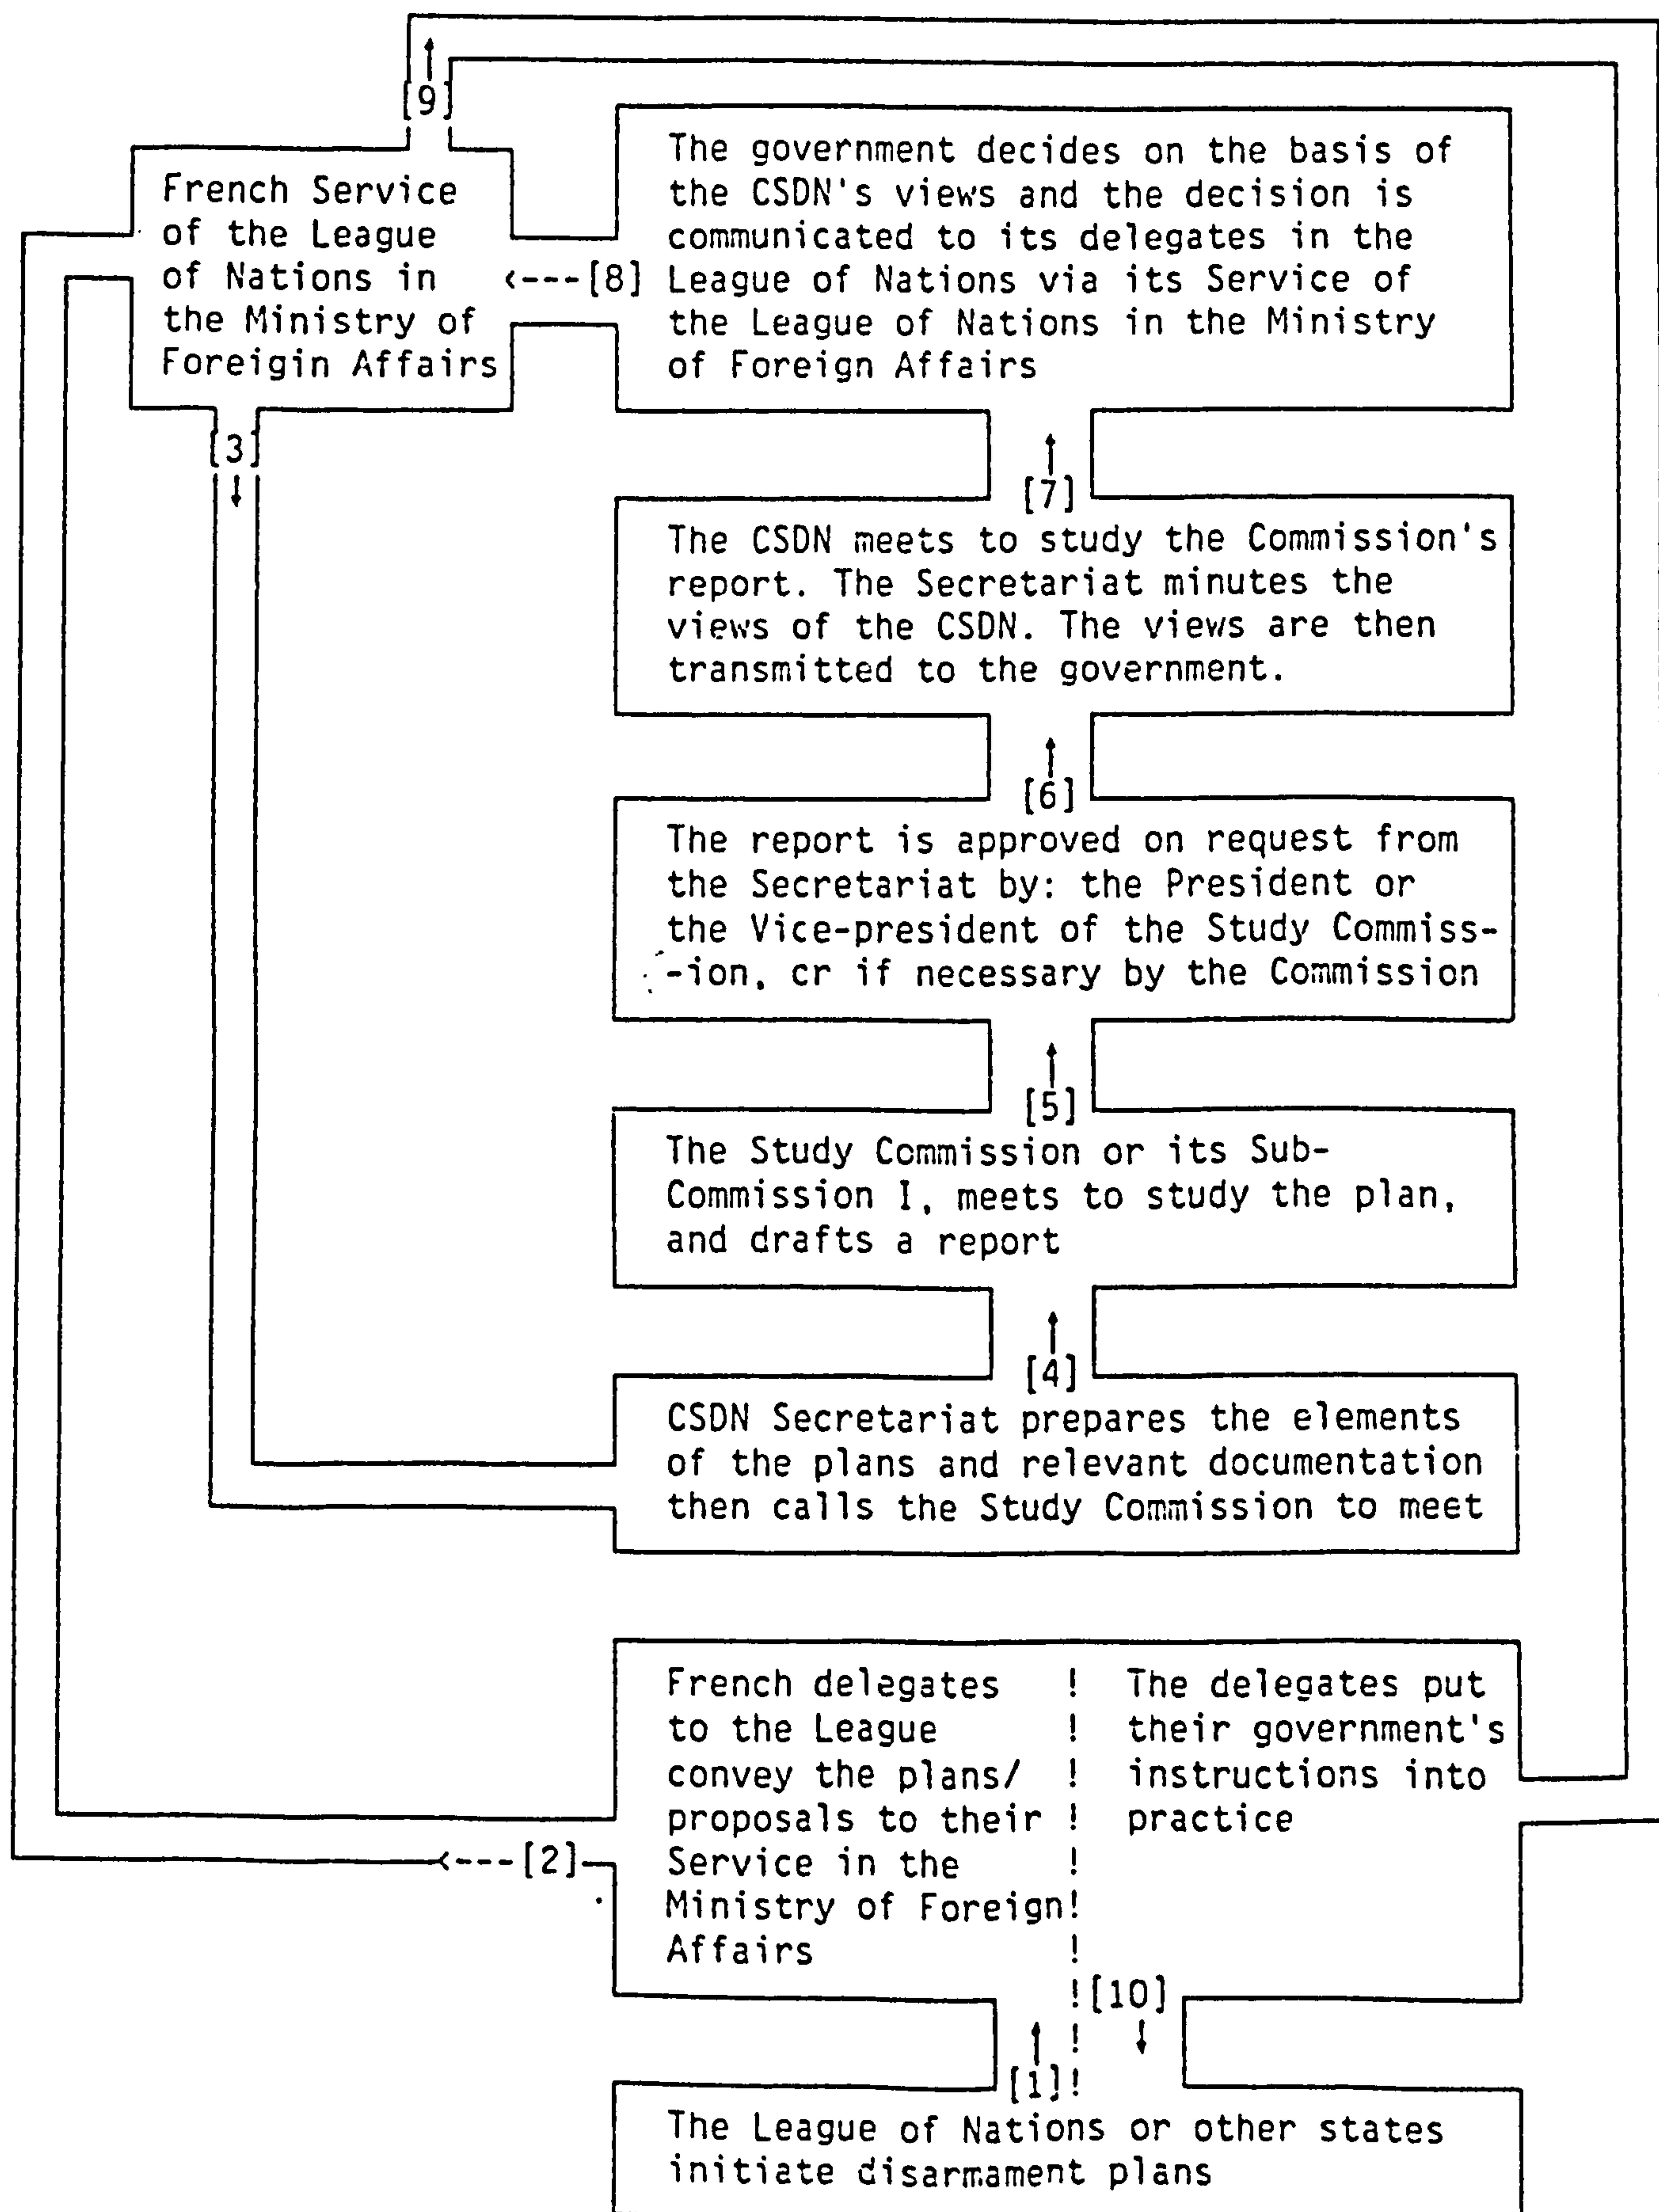 [9]
French Service
of the League
of Nations in
the Ministry of
Foreigin Affairs
[3]
The government decides on the basis of
the CSDN's views and the decision is
communicated to its delegates in the
<---[8] League of Nations via its Service of
the League of Nations in the Ministry
of Foreign Affairs
[7]
The CSDN meets to study the Commission's
report. The Secretariat minutes the
views of the CSDN. The views are then
transmitted to the government.
[6]
The report is approved on request from
the Secretariat by: the President or
the Vice-president of the Study Commiss-
-ion, cr if necessary by the Commission
[5]
The Study Commission or its Sub-
Commission I, meets to study the plan,
and drafts a report
[4]
CSDN Secretariat prepares the elements
of the plans and relevant documentation
then calls the Study Commission to meet
French delegates
to the League
convey the plans/
proposals to their
<---[2] Service in the
Ministry of Foreign
Affairs
The delegates put
their government's
instructions into
practice
[10]
[1]
The League of Nations or other states
initiate disarmament plans